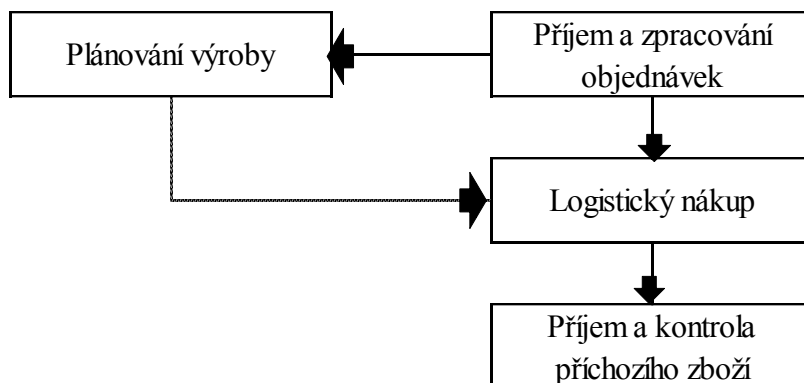 Plánování výroby
Příjem a zpracování
objednávek
Logistický nákup
Příjem a kontrola
příchozího zboží